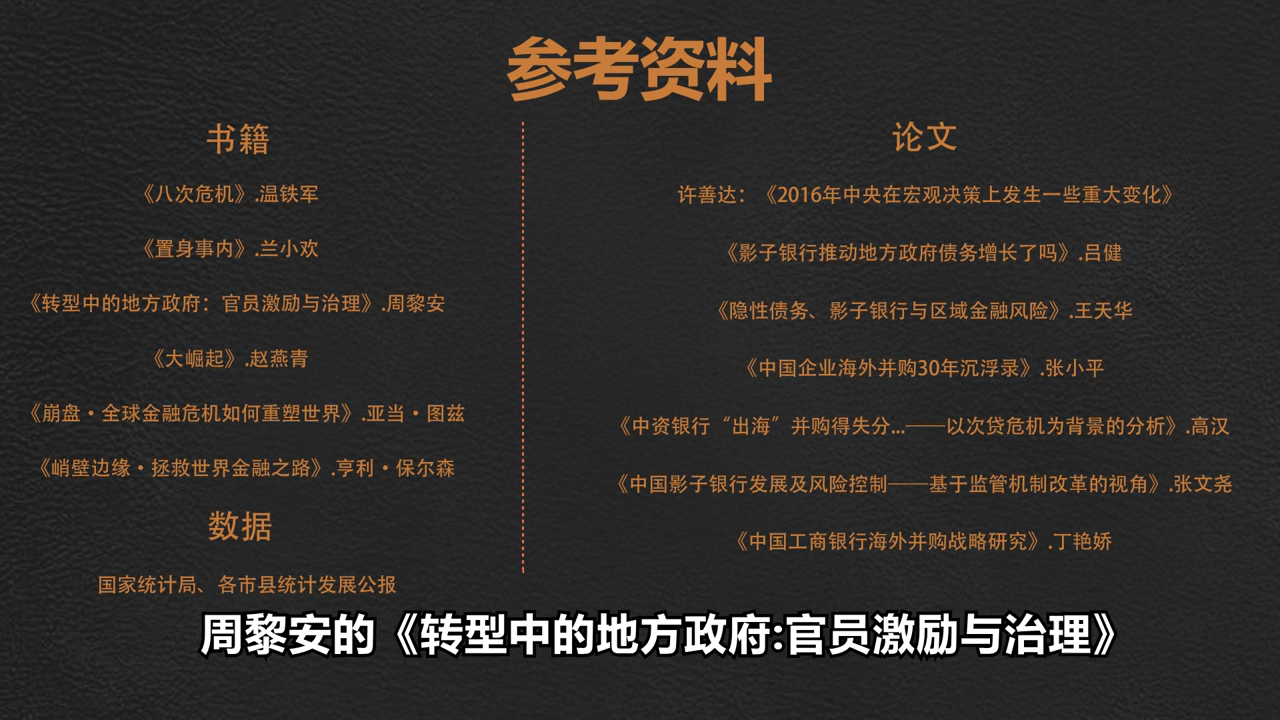 参考资料
书籍
《八次危机》.温铁军
《置身事内》.兰小欢
《转型中的地方政府：官员激励与治理》.周黎安
《大崛起》.赵燕青
《崩盘·全球金融危机如何重塑世界》.亚当·图兹
《峭壁边缘·拯救世界金融之路》.亨利·保尔森
数据
国家统计局、各市县统计发展公报
论文
许善达：《2016年中央在宏观决策上发生一些重大变化》
《影子银行推动地方政府债务增长了吗》.吕健
《隐性债务、影子银行与区域金融风险》.王天华
《中国企业海外并购30年沉浮录》.张小平
《中资银行“出海”并购得失分...——以次贷危机为背景的分析》.高汉
《中国影子银行发展及风险控制——基于监管机制改革的视角》.张文尧
《中国工商银行海外并购战略研究》.丁艳娇
周黎安的《转型中的地方政府:官员激励与治理》